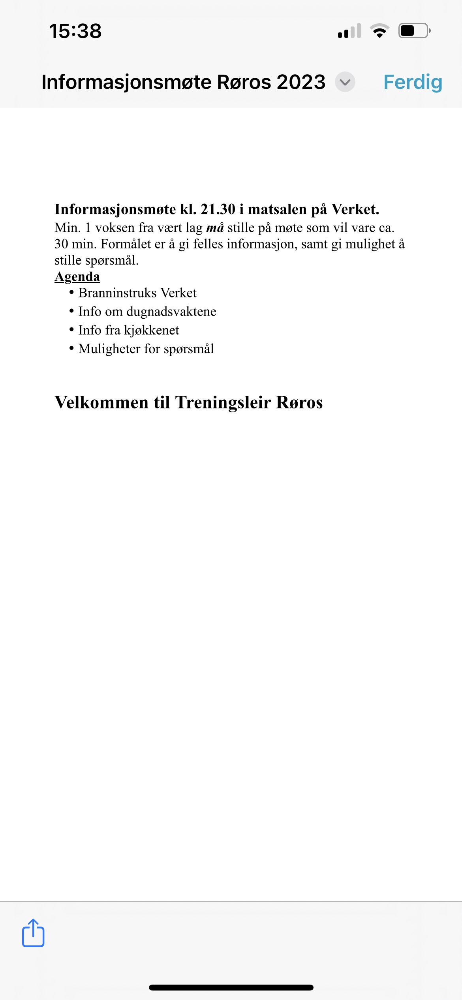 15:38
Informasjonsmøte Røros 2023
Ferdig
Informasjonsmøte kl. 21.30 i matsalen på Verket.
Min. 1 voksen fra vært lag må stille på møte som vil vare ca.
30 min. Formålet er å gi felles informasjon, samt gi mulighet å
stille spørsmål.
Agenda
• Branninstruks Verket
• Info om dugnadsvaktene
• Info fra kjøkkenet
• Muligheter for spørsmål
Velkommen til Treningsleir Røros